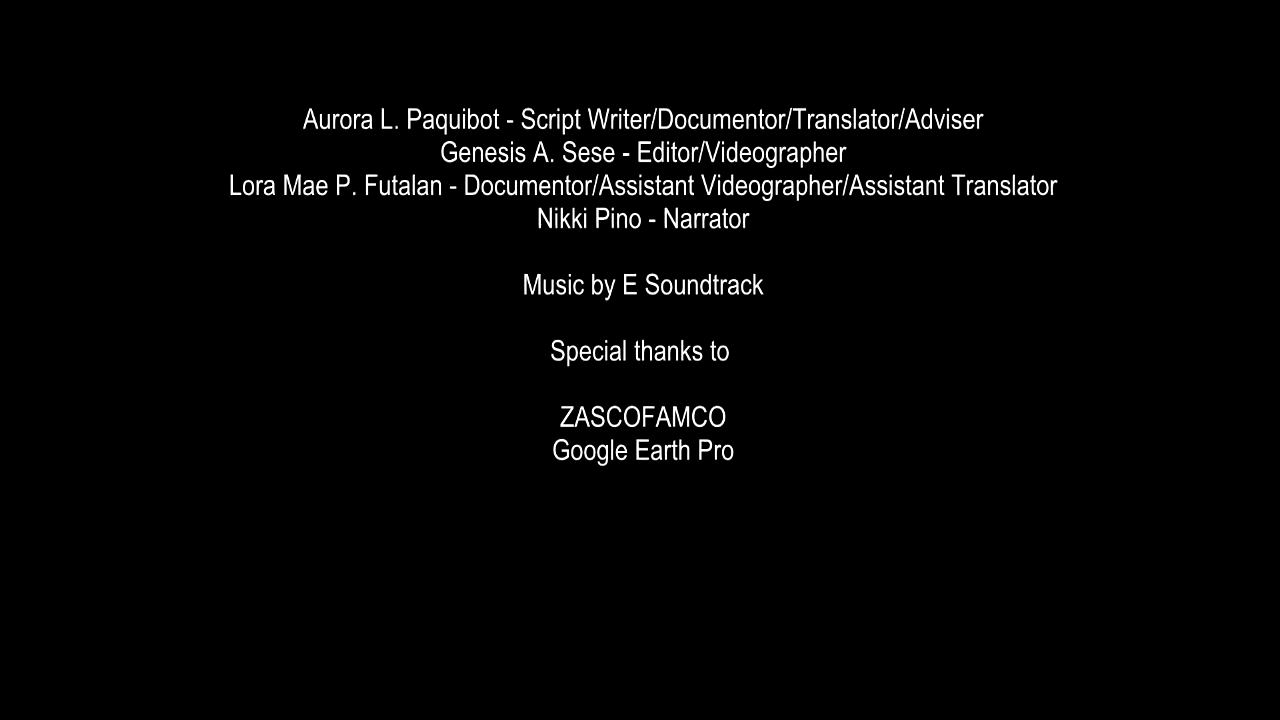 Aurora L. Paquibot - Script Writer/Documentor/Translator/Adviser
Genesis A. Sese - Editor/Videographer
Lora Mae P. Futalan - Documentor/Assistant Videographer/Assistant Translator
Nikki Pino - Narrator
Music by E Soundtrack
Special thanks to
ZASCOFAMCO
Google Earth Pro